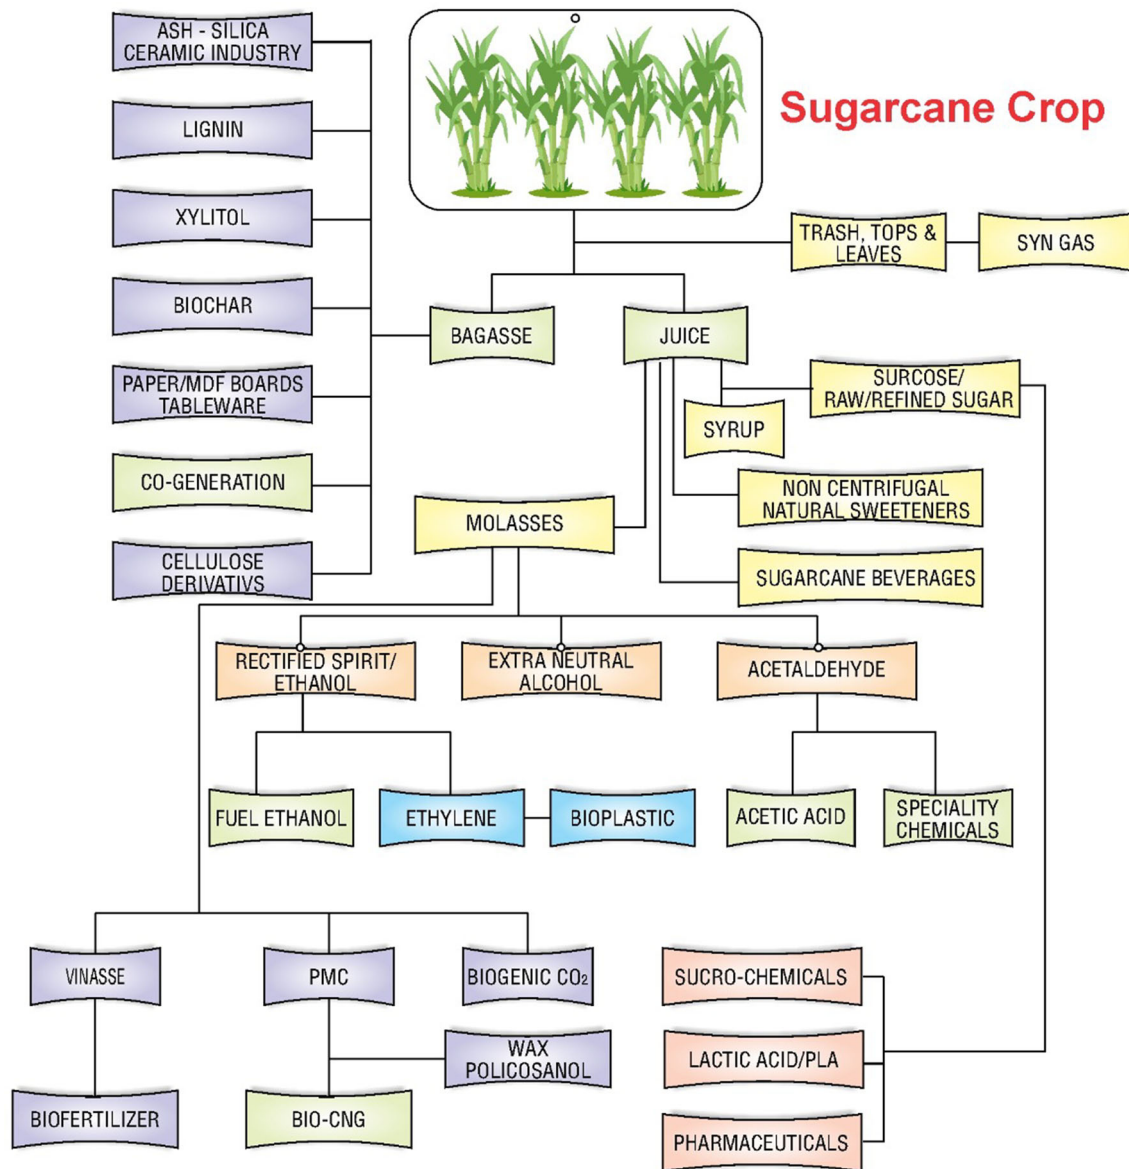 Sugarcane Crop
ASH - SILICA
CERAMIC INDUSTRY
LIGNIN
XYLITOL
BIOCHAR
PAPER/MDF BOARDS
TABLEWARE
CO-GENERATION
CELLULOSE
DERIVATIVS
TRASH, TOPS &
LEAVES
SYN GAS
BAGASSE
JUICE
SURCOSE/
RAW/REFINED SUGAR
SYRUP
NON CENTRIFUGAL
NATURAL SWEETENERS
MOLASSES
SUGARCANE BEVERAGES
RECTIFIED SPIRIT/
ETHANOL
EXTRA NEUTRAL
ALCOHOL
ACETALDEHYDE
FUEL ETHANOL
ETHYLENE
BIOPLASTIC
ACETIC ACID
SPECIALITY
CHEMICALS
VINASSE
PMC
BIOGENIC CO₂
SUCRO-CHEMICALS
WAX
POLICOSANOL
LACTIC ACID/PLA
BIOFERTILIZER
BIO-CNG
PHARMACEUTICALS